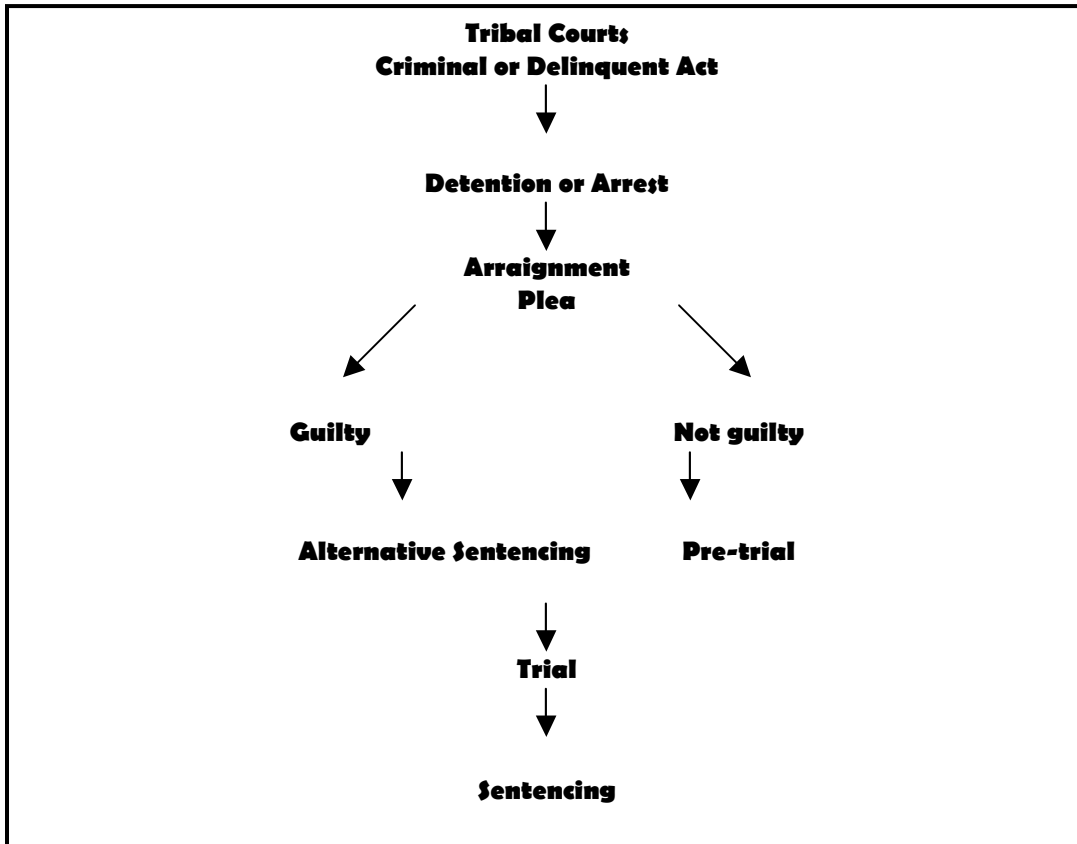 Tribal Courts
Criminal or Delinquent Act
Detention or Arrest
Arraignment
Plea
Guilty
Not guilty
Alternative Sentencing
Pre-trial
Trial
Sentencing